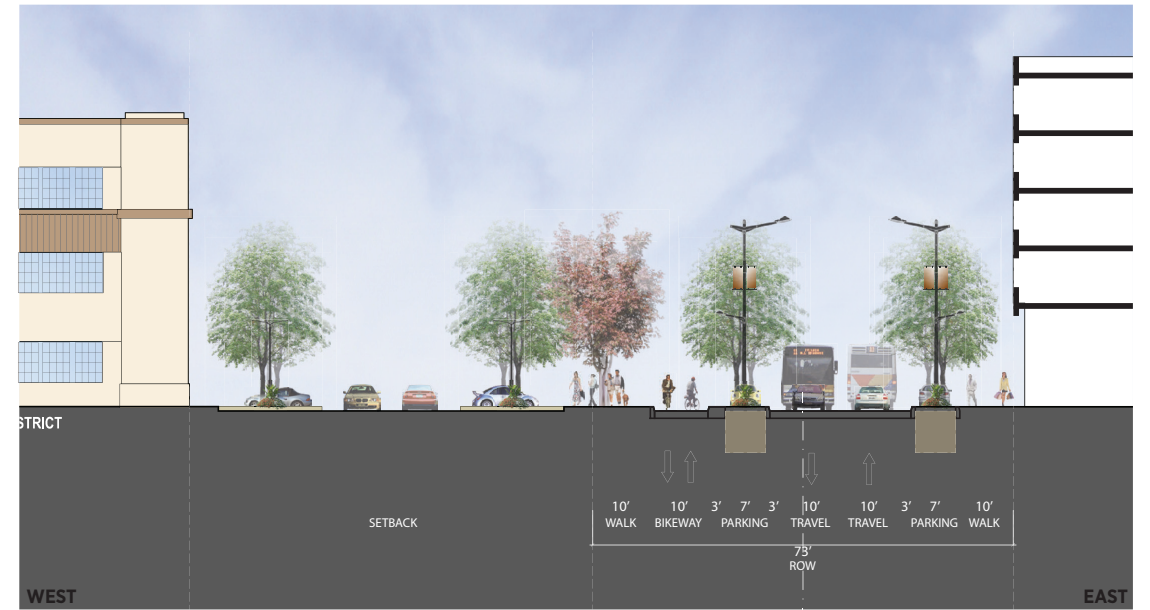 STRICT
10’ 10’ 3’ 7’ 3’ 10’ 10’ 3’ 7’ 10’
WALK BIKEWAY PARKING TRAVEL TRAVEL PARKING WALK
SETBACK
73’
ROW
WEST EAST